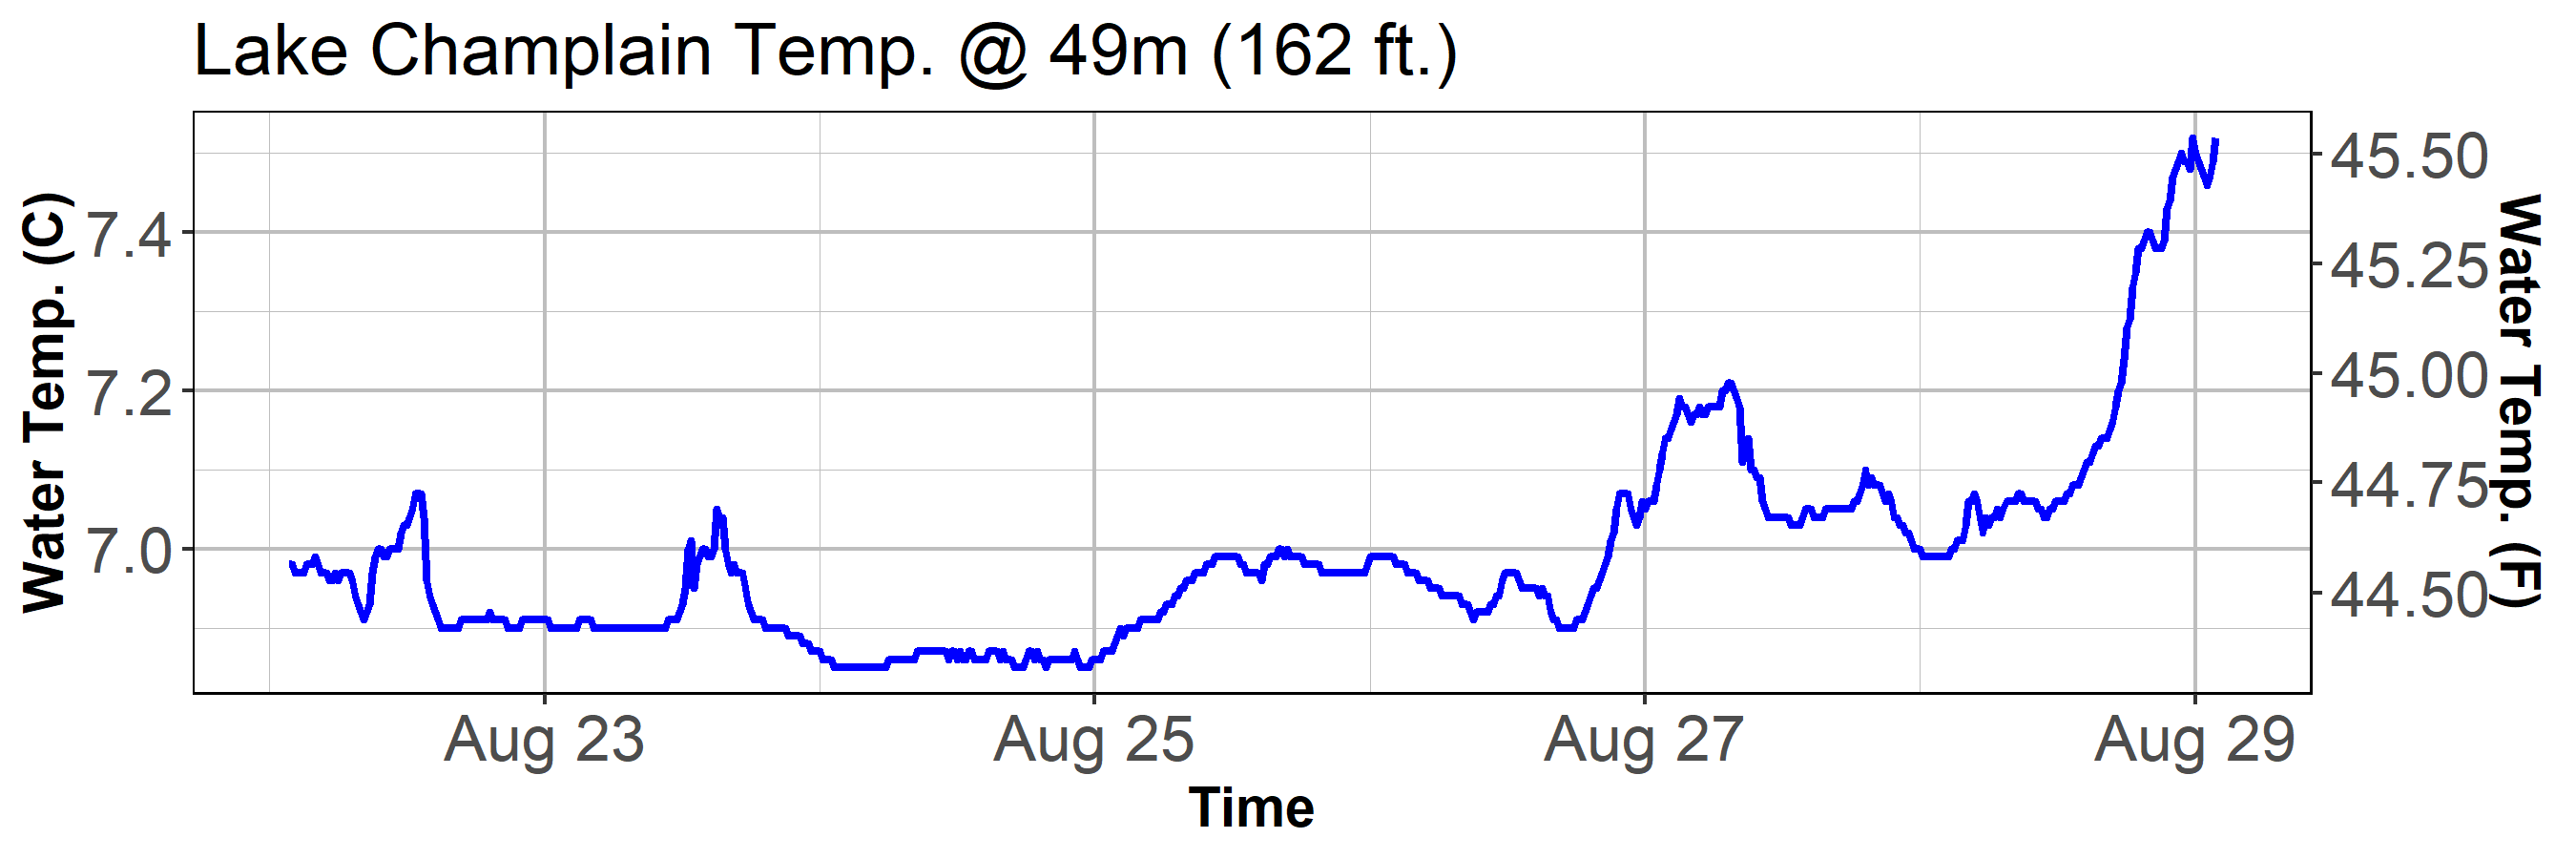 Lake Champlain Temp. @ 49m (162 ft.)
Water Temp. (C)
7.4
7.2
7.0
45.50
45.25
45.00
44.75
44.50
Water Temp. (F)
Aug 23
Aug 25
Aug 27
Aug 29
Time